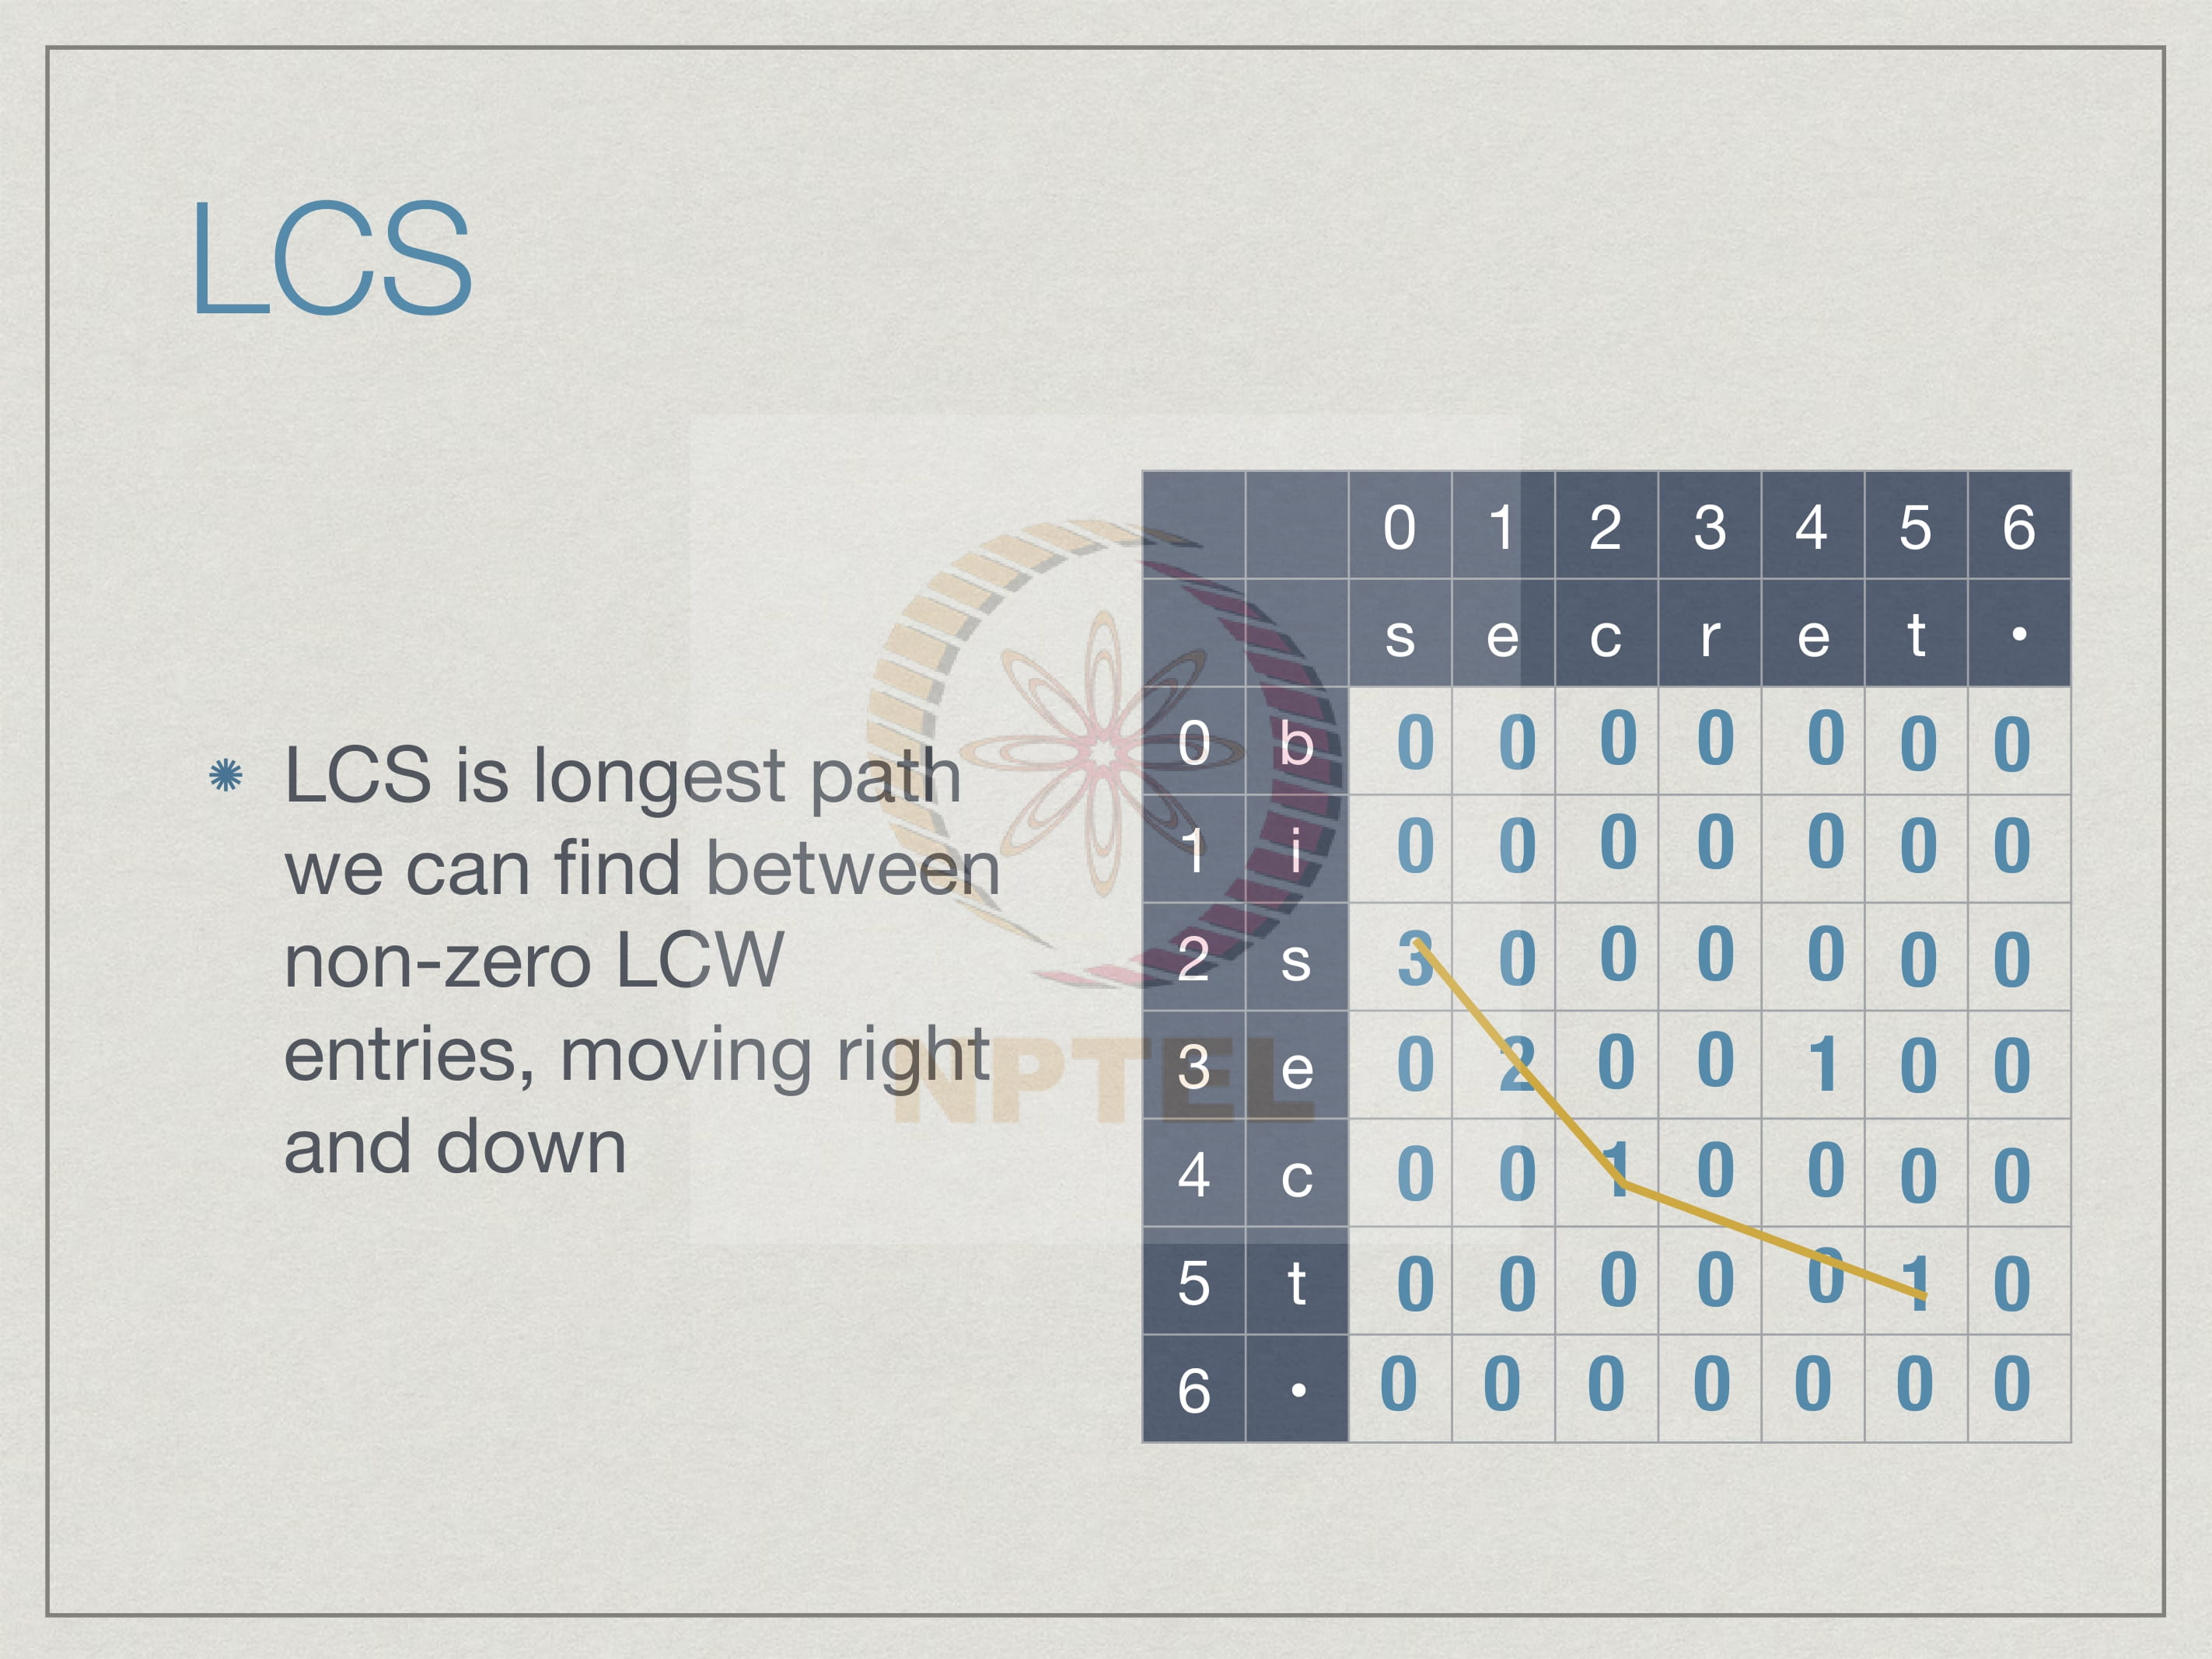 LCS
LCS is longest path
we can find between
non-zero LCW
entries, moving right
and down
0 1 2 3 4 5 6
s e c r e t •
0 b 0 0 0 0 0 0 0
1 i 0 0 0 0 0 0 0
2 s 3 0 0 0 0 0 0
3 e 0 2 0 0 1 0 0
4 c 0 0 1 0 0 0 0
5 t 0 0 0 0 0 1 0
6 • 0 0 0 0 0 0 0
NPTEL